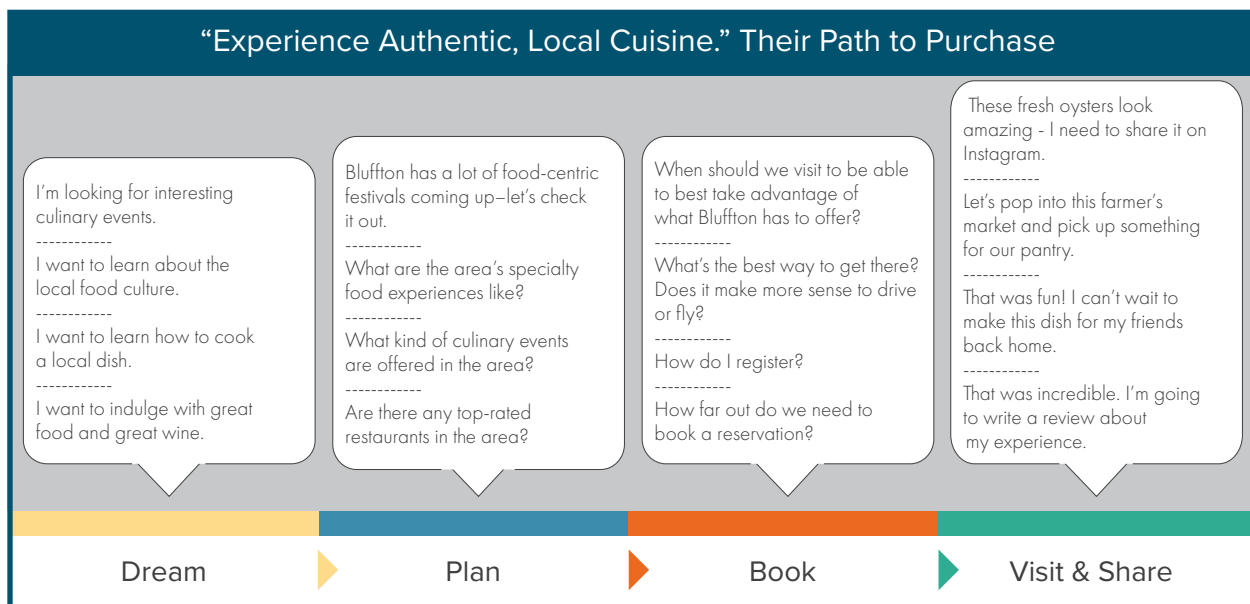 “Experience Authentic, Local Cuisine.” Their Path to Purchase
I’m looking for interesting
culinary events.
------------
I want to learn about the
local food culture.
------------
I want to learn how to cook
a local dish.
------------
I want to indulge with great
food and great wine.
Bluffton has a lot of food-centric
festivals coming up–let’s check
it out.
------------
What are the area’s specialty
food experiences like?
------------
What kind of culinary events
are offered in the area?
------------
Are there any top-rated
restaurants in the area?
When should we visit to be able
to best take advantage of
what Bluffton has to offer?
------------
What’s the best way to get there?
Does it make more sense to drive
or fly?
------------
How do I register?
------------
How far out do we need to
book a reservation?
These fresh oysters look
amazing - I need to share it on
Instagram.
------------
Let’s pop into this farmer’s
market and pick up something
for our pantry.
------------
That was fun! I can’t wait to
make this dish for my friends
back home.
------------
That was incredible. I’m going
to write a review about
my experience.
Dream
Plan
Book
Visit & Share